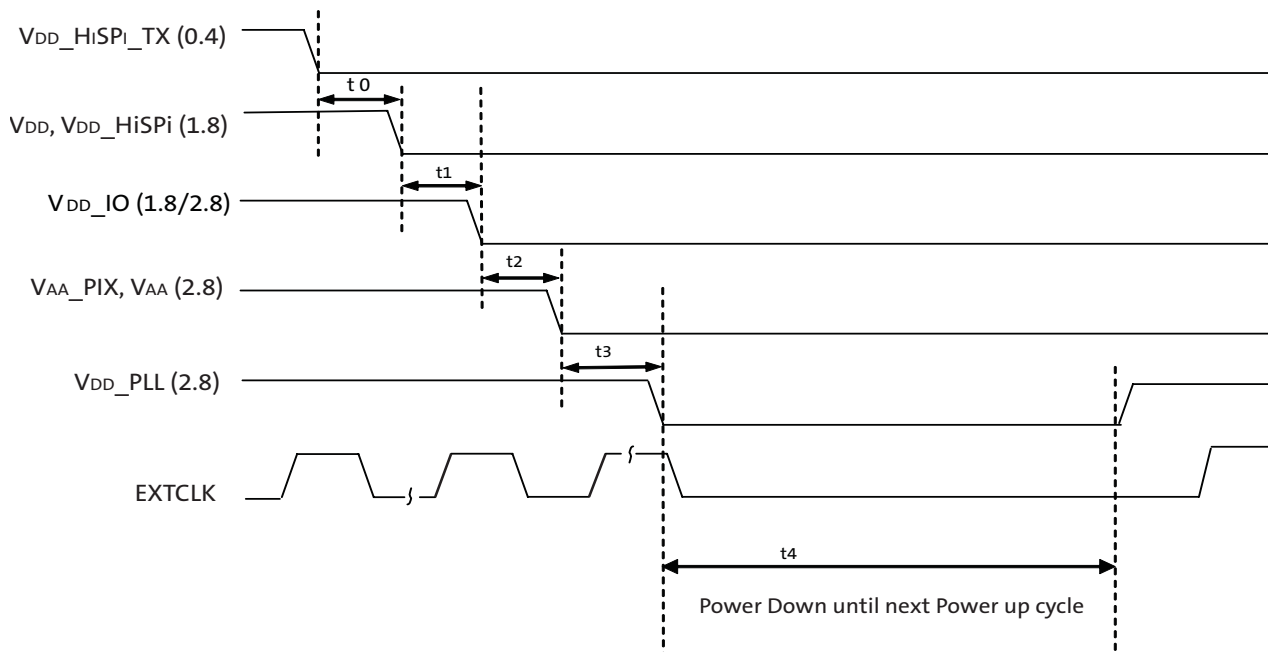 VDD_HiSPi_TX (0.4)
t 0
VDD, VDD_HiSPi (1.8)
t1
VDD_IO (1.8/2.8)
t2
VAA_PIX, VAA (2.8)
t3
VDD_PLL (2.8)
EXTCLK
t4
Power Down until next Power up cycle